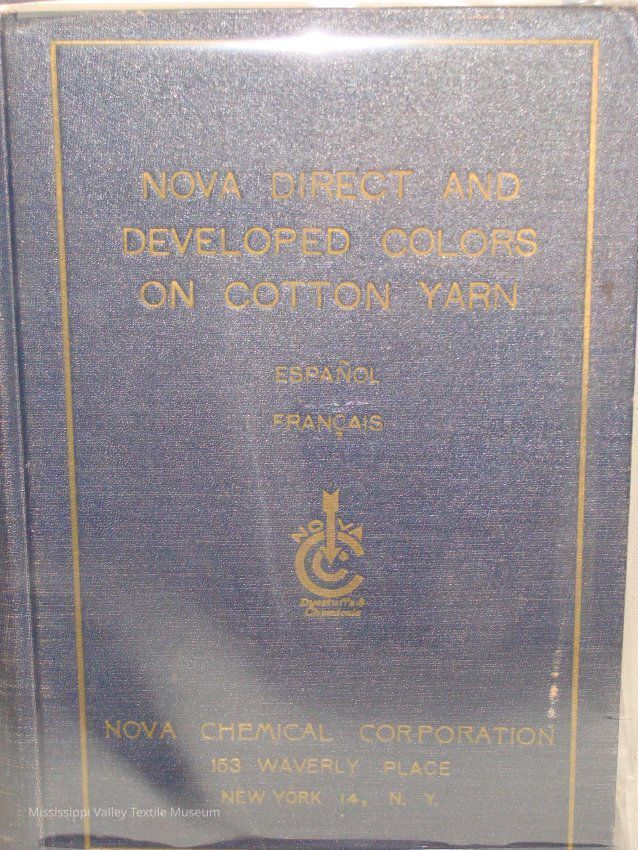 NOVA DIRECT AND
DEVELOPED COLORS
ON COTTON YARN
ESPAÑOL
FRANÇAIS
NOVA
Dyestuffs &
Chemicals
NOVA CHEMICAL CORPORATION
153 WAVERLY PLACE
NEW YORK 14, N. Y.
Mississippi Valley Textile Museum